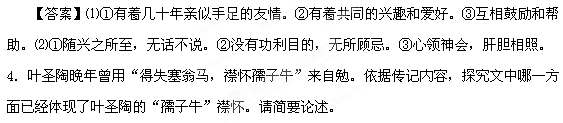 【答案】⑴①有着几十年亲似手足的友情。②有着共同的兴趣和爱好。③互相鼓励和帮
助。⑵①随兴之所至，无话不说。②没有功利目的，无所顾忌。③心领神会，肝胆相照。
4．叶圣陶晚年曾用“得失塞翁马，襟怀孺子牛”来自勉。依据传记内容，探究文中哪一方
面已经体现了叶圣陶的“孺子牛”襟怀。请简要论述。